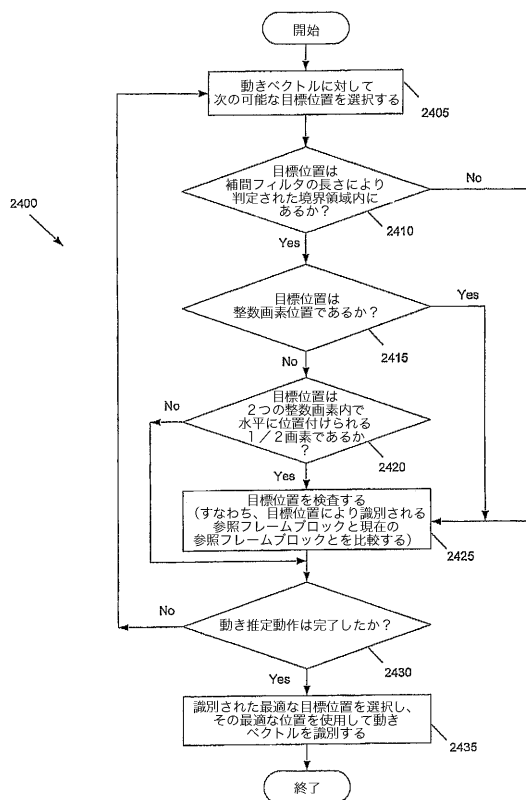 開始
動きベクトルに対して
次の可能な目標位置を選択する
2405
目標位置は
補間フィルタの長さにより
判定された境界領域内に
あるか？
No
2400
2410
Yes
目標位置は
整数画素位置であるか？
Yes
2415
No
目標位置は
２つの整数画素内で
水平に位置付けられる
１／２画素であるか
？
No
2420
Yes
目標位置を検査する
（すなわち、目標位置により識別される
参照フレームブロックと現在の
参照フレームブロックとを比較する）
2425
No
動き推定動作は完了したか？
2430
Yes
識別された最適な目標位置を選択し、
その最適な位置を使用して動き
ベクトルを識別する
2435
終了